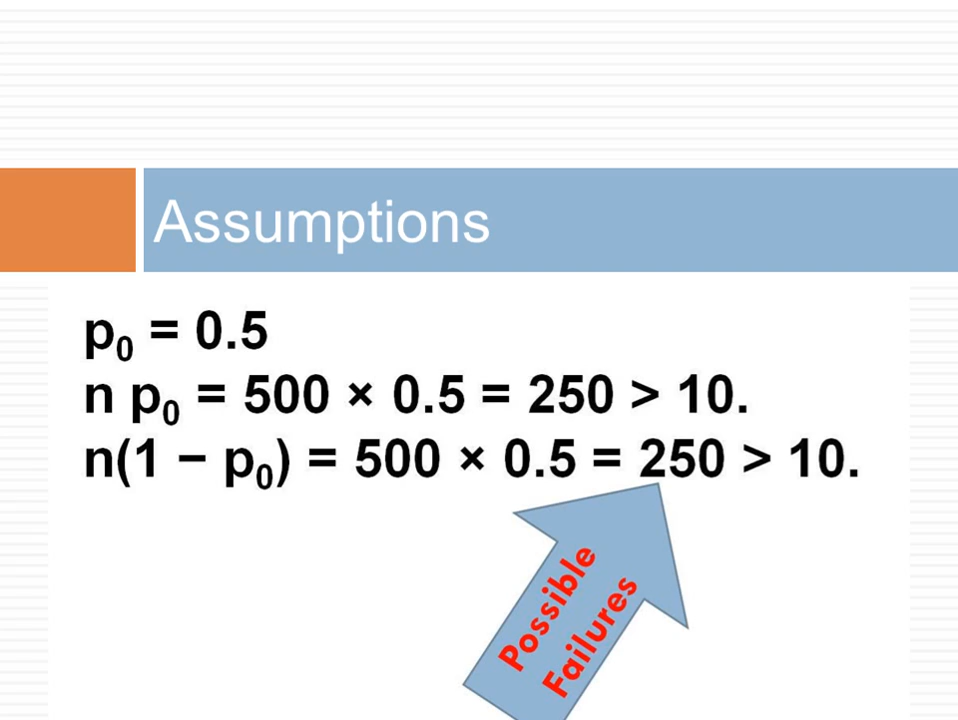 Assumptions
p₀ = 0.5
n p₀ = 500 × 0.5 = 250 > 10.
n(1 − p₀) = 500 × 0.5 = 250 > 10.
Possible
Failures